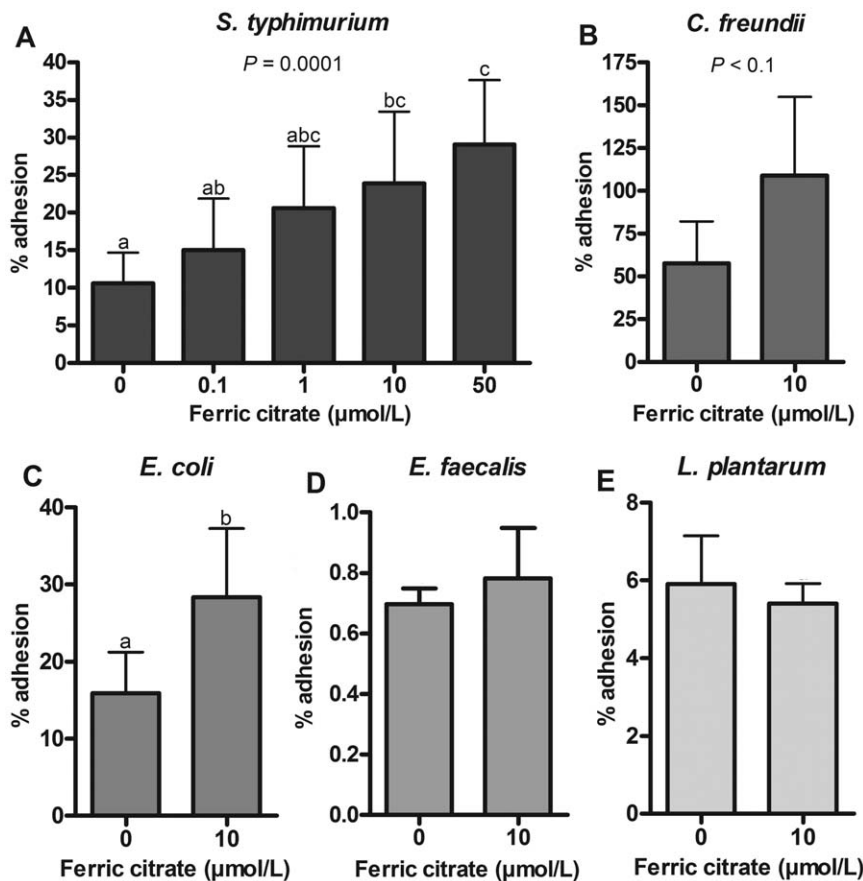 A
S. typhimurium
P = 0.0001
40
35
30
25
20
15
10
5
0
% adhesion
a
ab
abc
bc
c
0 0.1 1 10 50
Ferric citrate (µmol/L)
B
C. freundii
P < 0.1
175
150
125
100
75
50
25
0
% adhesion
0 10
Ferric citrate (µmol/L)
C
E. coli
40
30
20
10
0
% adhesion
a
b
0 10
Ferric citrate (µmol/L)
D
E. faecalis
1.0
0.8
0.6
0.4
0.2
0.0
% adhesion
0 10
Ferric citrate (µmol/L)
E
L. plantarum
8
6
4
2
0
% adhesion
0 10
Ferric citrate (µmol/L)